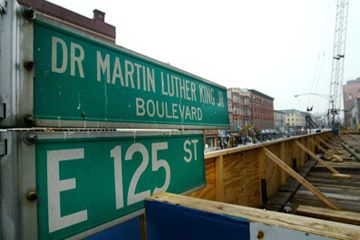 DR MARTIN LUTHER KING JR
BOULEVARD
E 125 ST